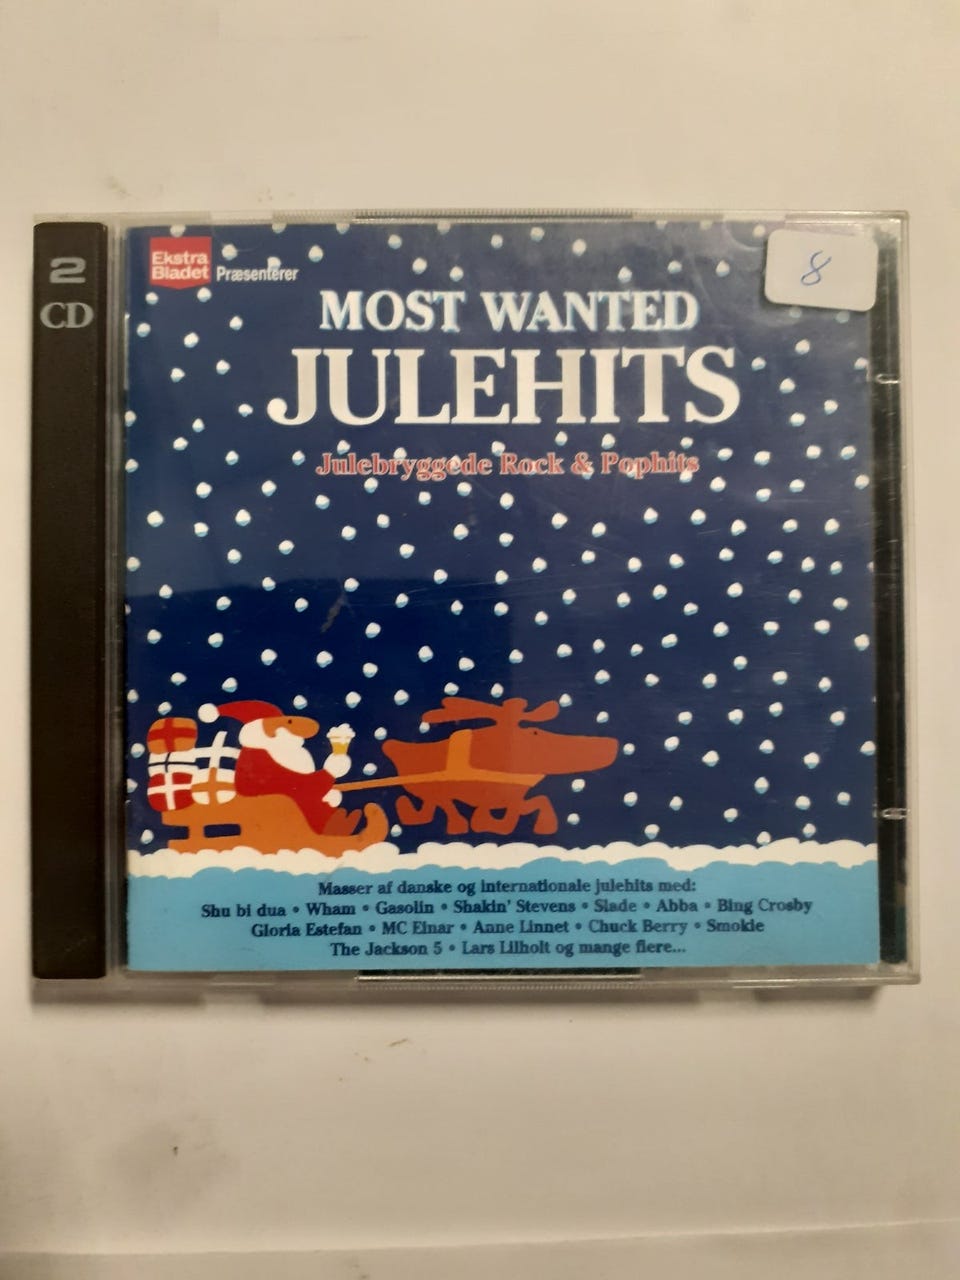 2
CD
Ekstra
Bladet Præsenterer
8
MOST WANTED
JULEHITS
Julebryggede Rock & Pophits
Masser af danske og internationale julehits med:
Shu bi dua • Wham • Gasolin • Shakin' Stevens • Slade • Abba • Bing Crosby
Gloria Estefan • MC Einar • Anne Linnet • Chuck Berry • Smokie
The Jackson 5 • Lars Lilholt og mange flere...